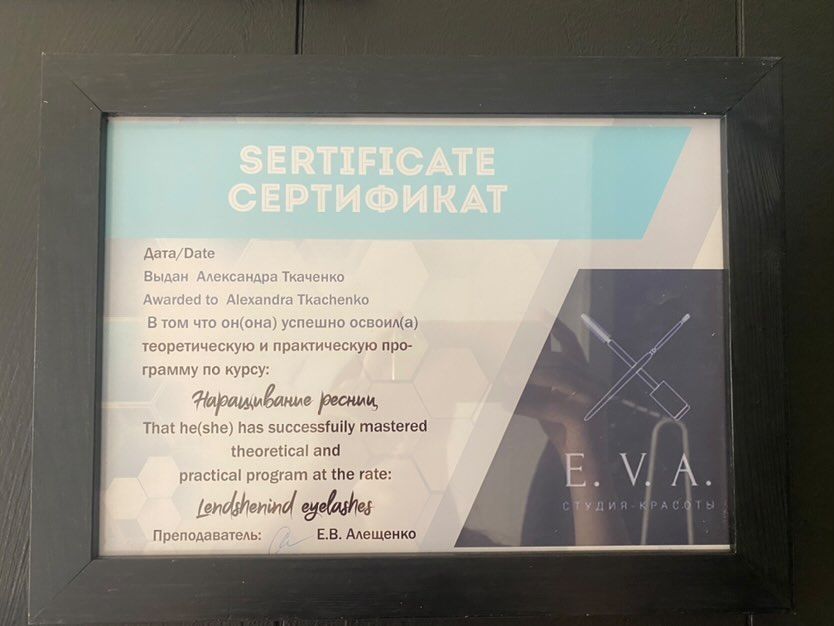 SERTIFICATE
СЕРТИФИКАТ
Дата/Date
Выдан Александра Ткаченко
Awarded to Alexandra Tkachenko
В том что он(она) успешно освоил(а)
теоретическую и практическую про-
грамму по курсу:
Наращивание ресниц
That he(she) has successfuily mastered
theoretical and
practical program at the rate:
Lendshenind eyelashes
Преподаватель: Е.В. Алещенко
E. V. A.
СТУДИЯ-КРАСОТЫ